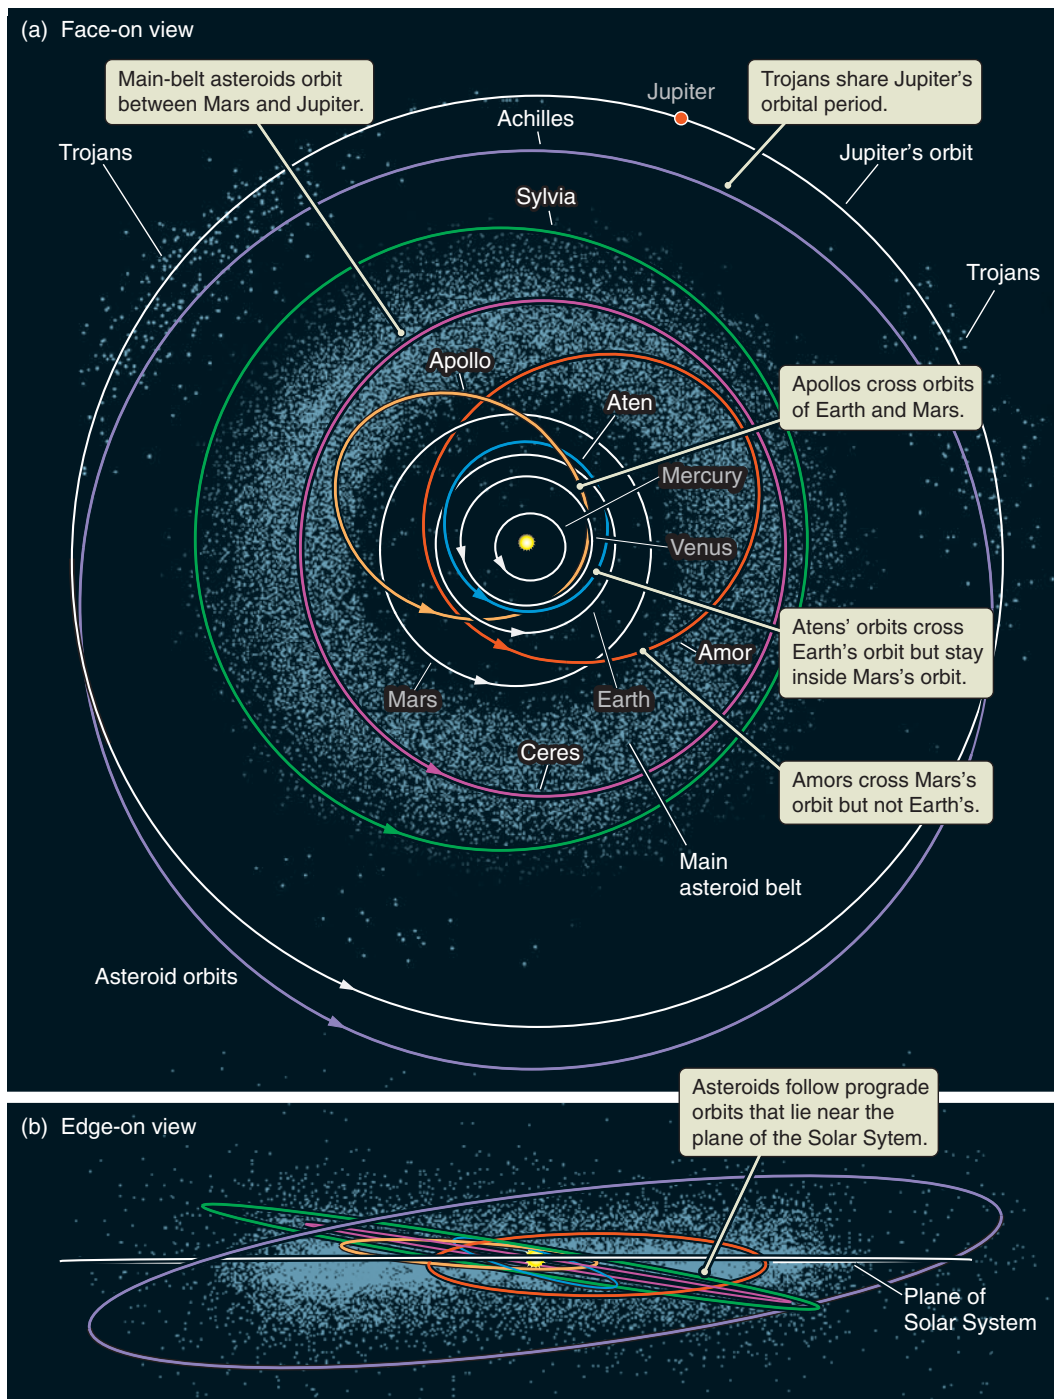 (a) Face-on view
Main-belt asteroids orbit
between Mars and Jupiter.
Jupiter
Trojans share Jupiter's
orbital period.
Achilles
Trojans
Jupiter's orbit
Sylvia
Trojans
Apollo
Apollos cross orbits
of Earth and Mars.
Aten
Mercury
Venus
Atens' orbits cross
Earth's orbit but stay
inside Mars's orbit.
Amor
Mars
Earth
Ceres
Amors cross Mars's
orbit but not Earth's.
Main
asteroid belt
Asteroid orbits
Asteroids follow prograde
orbits that lie near the
plane of the Solar Sytem.
(b) Edge-on view
Plane of
Solar System